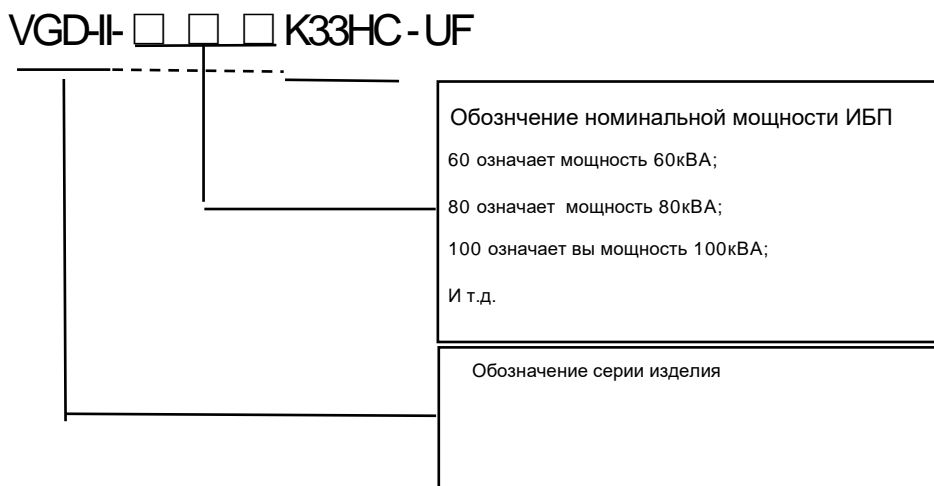 VGD-II- □ □ □ K33HC - UF
Обознчение номинальной мощности ИБП
60 означает мощность 60кВА;
80 означает мощность 80кВА;
100 означает вы мощность 100кВА;
И т.д.
Обозначение серии изделия